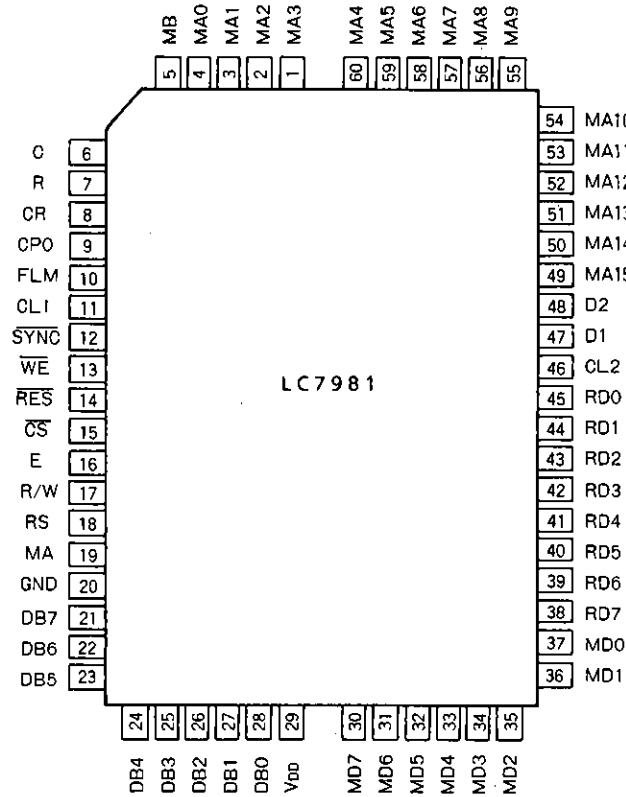 MB MA0 MA1 MA2 MA3 MA4 MA5 MA6 MA7 MA8 MA9
5 4 3 2 1 60 59 58 57 56 55
54 MA10
C 6 53 MA11
R 7 52 MA12
CR 8 51 MA13
CPO 9 50 MA14
FLM 10 49 MA15
CL1 11 48 D2
SYNC 12 47 D1
WE 13 46 CL2
LC7981
RES 14 45 RD0
CS 15 44 RD1
E 16 43 RD2
R/W 17 42 RD3
RS 18 41 RD4
MA 19 40 RD5
GND 20 39 RD6
DB7 21 38 RD7
DB6 22 37 MD0
DB5 23 36 MD1
24 25 26 27 28 29 30 31 32 33 34 35
DB4 DB3 DB2 DB1 DB0 VDD MD7 MD6 MD5 MD4 MD3 MD2